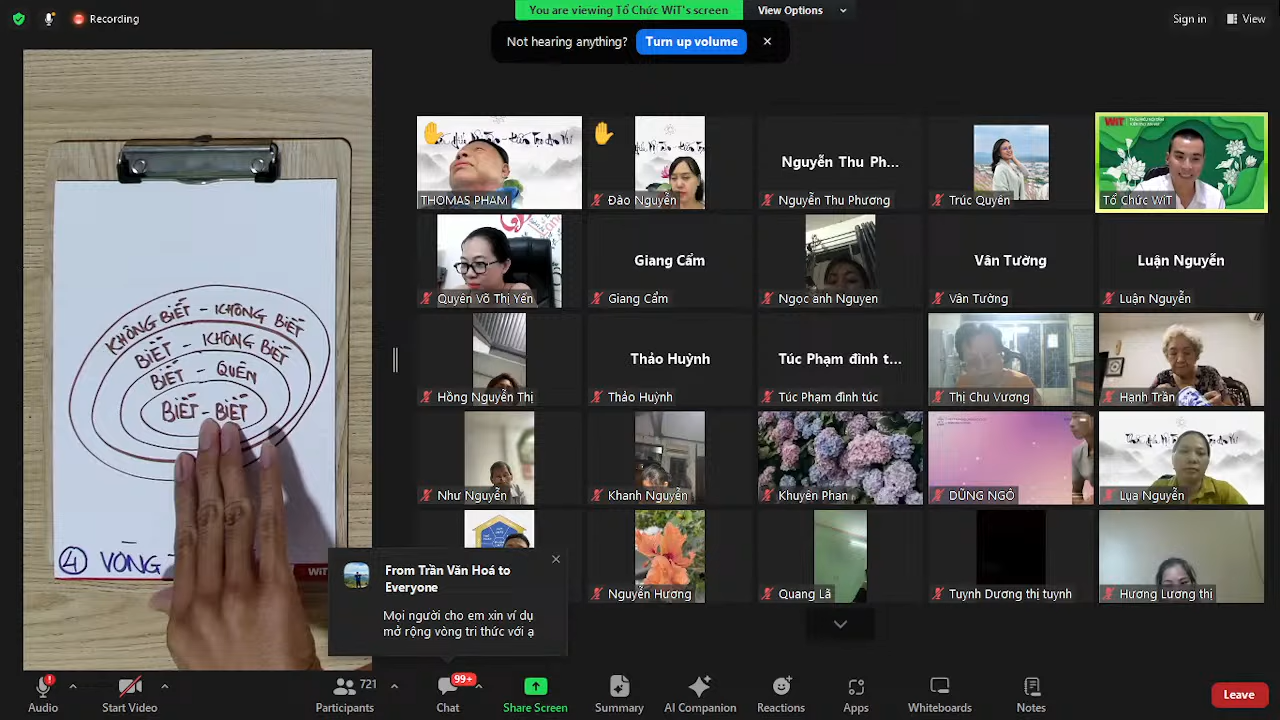 Recording
You are viewing Tổ Chức WiT's screen
View Options
Not hearing anything?
Turn up volume
Sign in
View
KHÔNG BIẾT - KHÔNG BIẾT
BIẾT - KHÔNG BIẾT
BIẾT - QUÊN
BIẾT - BIẾT
④ VÒNG
WiT
THOMAS PHAM
Đào Nguyễn
Nguyễn Thu Ph...
Nguyễn Thu Phương
Trúc Quyên
WiT
Tổ Chức WiT
Quyên Võ Thị Yến
Giang Cẩm
Giang Cẩm
Ngọc ánh Nguyen
Vân Tường
Vân Tường
Luận Nguyễn
Luận Nguyễn
Hồng Nguyễn Thị
Thảo Huỳnh
Thảo Huỳnh
Túc Phạm đình t...
Túc Phạm đình túc
Thị Chu Vương
Hạnh Trần
Như Nguyễn
Khanh Nguyễn
Khuyên Phan
DŨNG NGÔ
Lụa Nguyễn
Nguyễn Hương
Quang Lã
Tuynh Dương thị tuynh
Hương Lương thị
From Trần Văn Hoá to
Everyone
Mọi người cho em xin ví dụ
mở rộng vòng tri thức với ạ
Audio
Start Video
Participants
721
Chat
99+
Share Screen
Summary
AI Companion
Reactions
Apps
Whiteboards
Notes
Leave